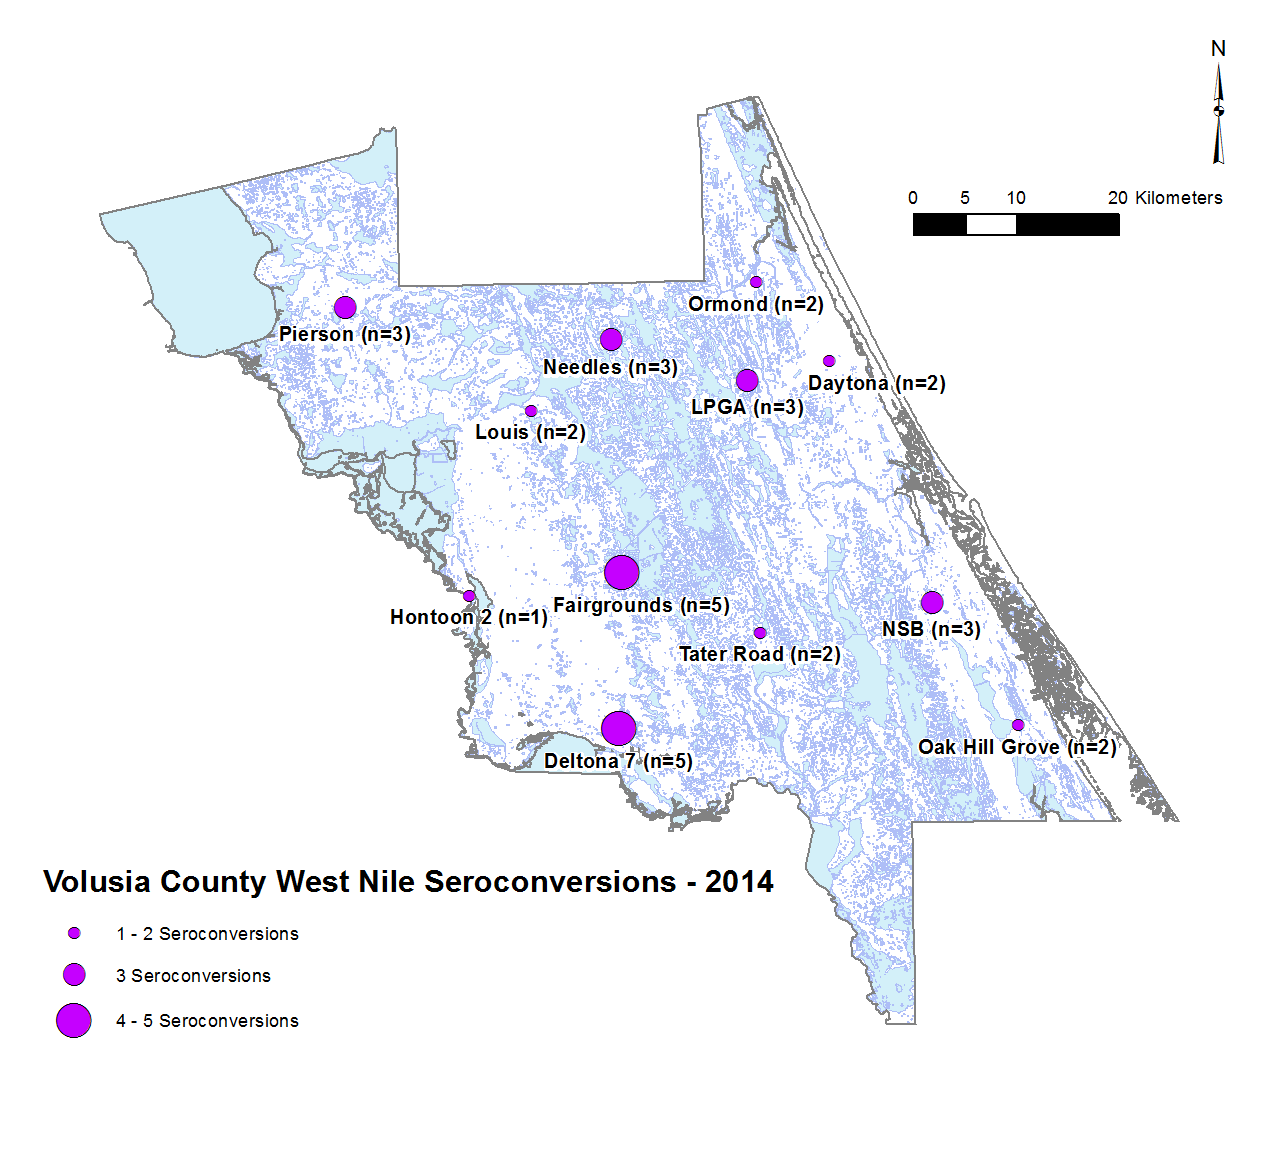 N
0 5 10 20 Kilometers
Ormond (n=2)
Pierson (n=3)
Needles (n=3)
Daytona (n=2)
LPGA (n=3)
Louis (n=2)
Fairgrounds (n=5)
Hontoon 2 (n=1)
NSB (n=3)
Tater Road (n=2)
Oak Hill Grove (n=2)
Deltona 7 (n=5)
Volusia County West Nile Seroconversions - 2014
1 - 2 Seroconversions
3 Seroconversions
4 - 5 Seroconversions